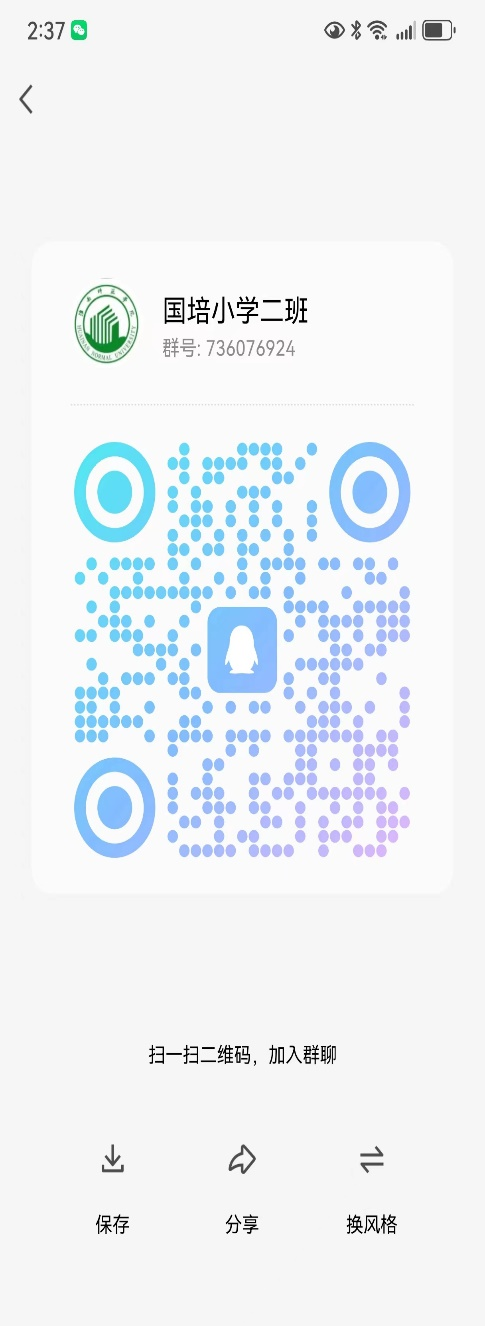 2:37
国培小学二班
群号: 736076924
扫一扫二维码，加入群聊
保存
分享
换风格